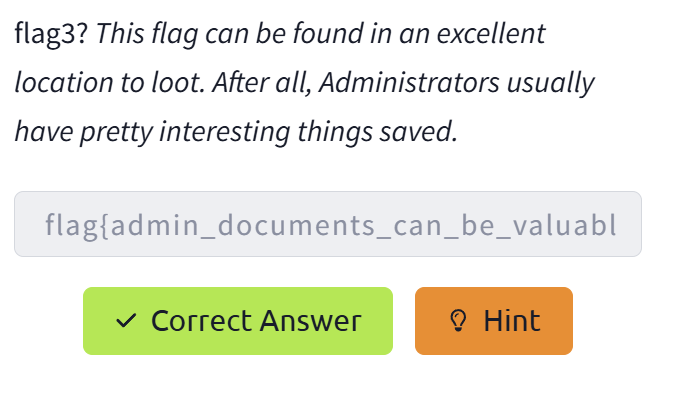 flag3? This flag can be found in an excellent
location to loot. After all, Administrators usually
have pretty interesting things saved.
flag{admin_documents_can_be_valuabl
Correct Answer
Hint